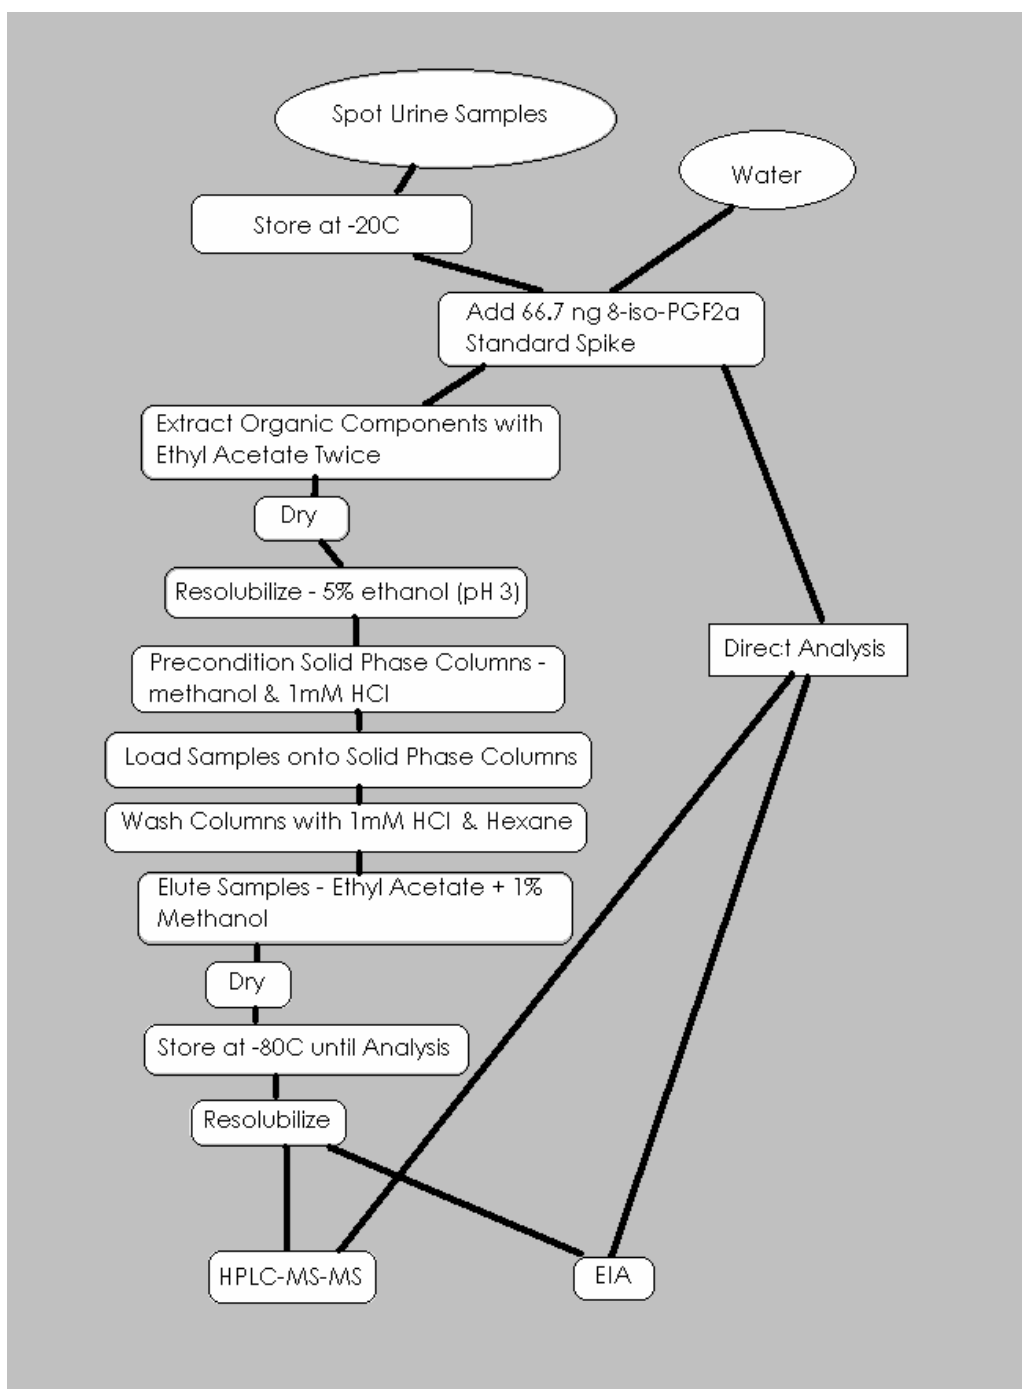 Spot Urine Samples
Water
Store at -20C
Add 66.7 ng 8-iso-PGF2a
Standard Spike
Extract Organic Components with
Ethyl Acetate Twice
Dry
Resolubilize - 5% ethanol (pH 3)
Direct Analysis
Precondition Solid Phase Columns -
methanol & 1mM HCl
Load Samples onto Solid Phase Columns
Wash Columns with 1mM HCl & Hexane
Elute Samples - Ethyl Acetate + 1%
Methanol
Dry
Store at -80C until Analysis
Resolubilize
HPLC-MS-MS
EIA